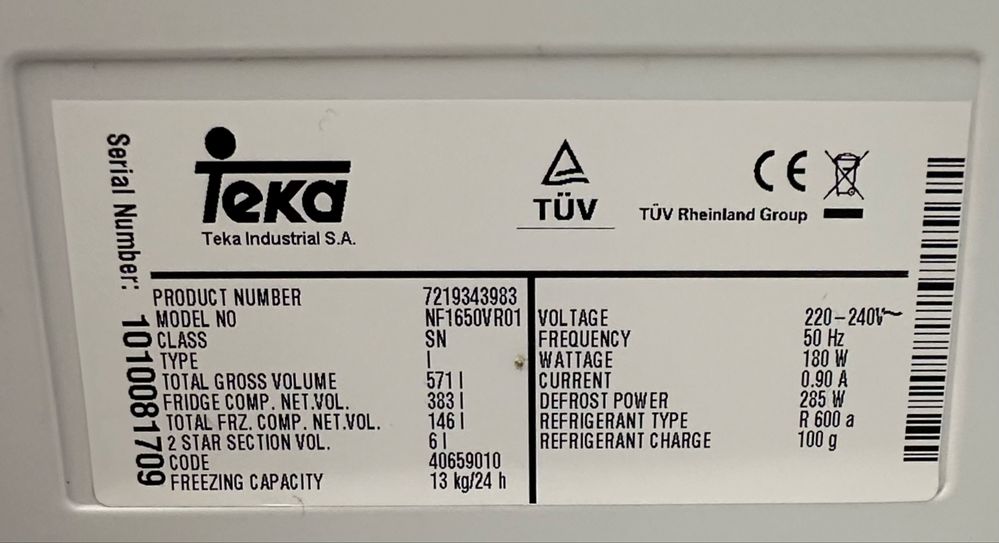 Serial Number: 1010081709
Teka
Teka Industrial S.A.
TÜV
CE
TÜV Rheinland Group
PRODUCT NUMBER 7219343983
MODEL NO NF1650VR01
CLASS SN
TYPE I
TOTAL GROSS VOLUME 571 l
FRIDGE COMP. NET.VOL. 383 l
TOTAL FRZ. COMP. NET.VOL. 146 l
2 STAR SECTION VOL. 6 l
CODE 40659010
FREEZING CAPACITY 13 kg/24 h
VOLTAGE 220-240V~
FREQUENCY 50 Hz
WATTAGE 180 W
CURRENT 0.90 A
DEFROST POWER 285 W
REFRIGERANT TYPE R 600 a
REFRIGERANT CHARGE 100 g